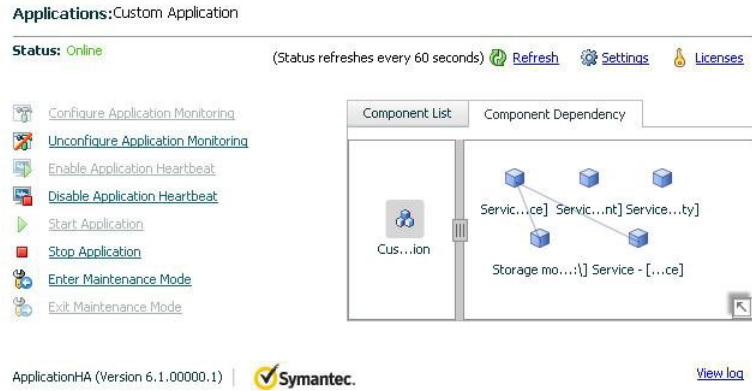 Applications:Custom Application
Status: Online
(Status refreshes every 60 seconds) Refresh Settings Licenses
Configure Application Monitoring
Unconfigure Application Monitoring
Enable Application Heartbeat
Disable Application Heartbeat
Start Application
Stop Application
Enter Maintenance Mode
Exit Maintenance Mode
Component List Component Dependency
Cus...ion
Servic...ce] Servic...nt] Service...ty]
Storage mo...:\] Service - [...ce]
ApplicationHA (Version 6.1.00000.1) Symantec.
View log